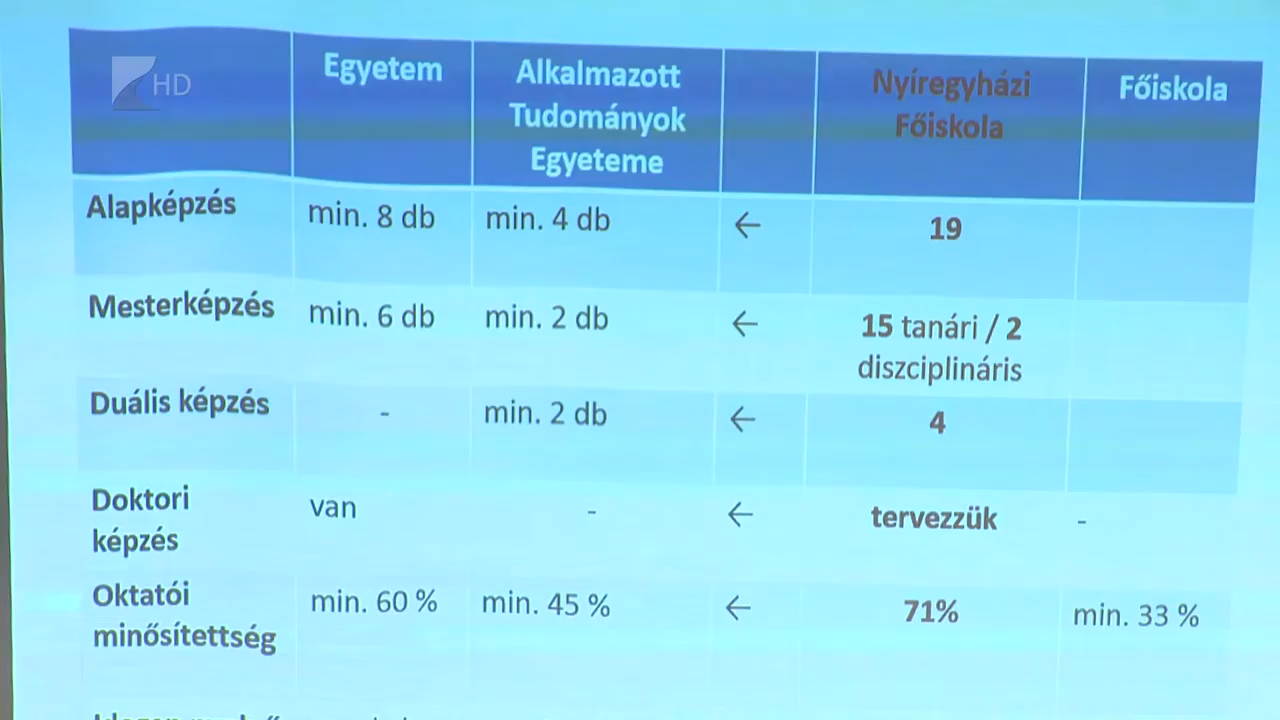 HD
Egyetem
Alkalmazott
Tudományok
Egyeteme
Nyíregyházi
Főiskola
Főiskola
Alapképzés
min. 8 db
min. 4 db
←
19
Mesterképzés
min. 6 db
min. 2 db
←
15 tanári / 2
diszciplináris
Duális képzés
-
min. 2 db
←
4
Doktori
képzés
van
-
←
tervezzük
-
Oktatói
minősítettség
min. 60 %
min. 45 %
←
71%
min. 33 %